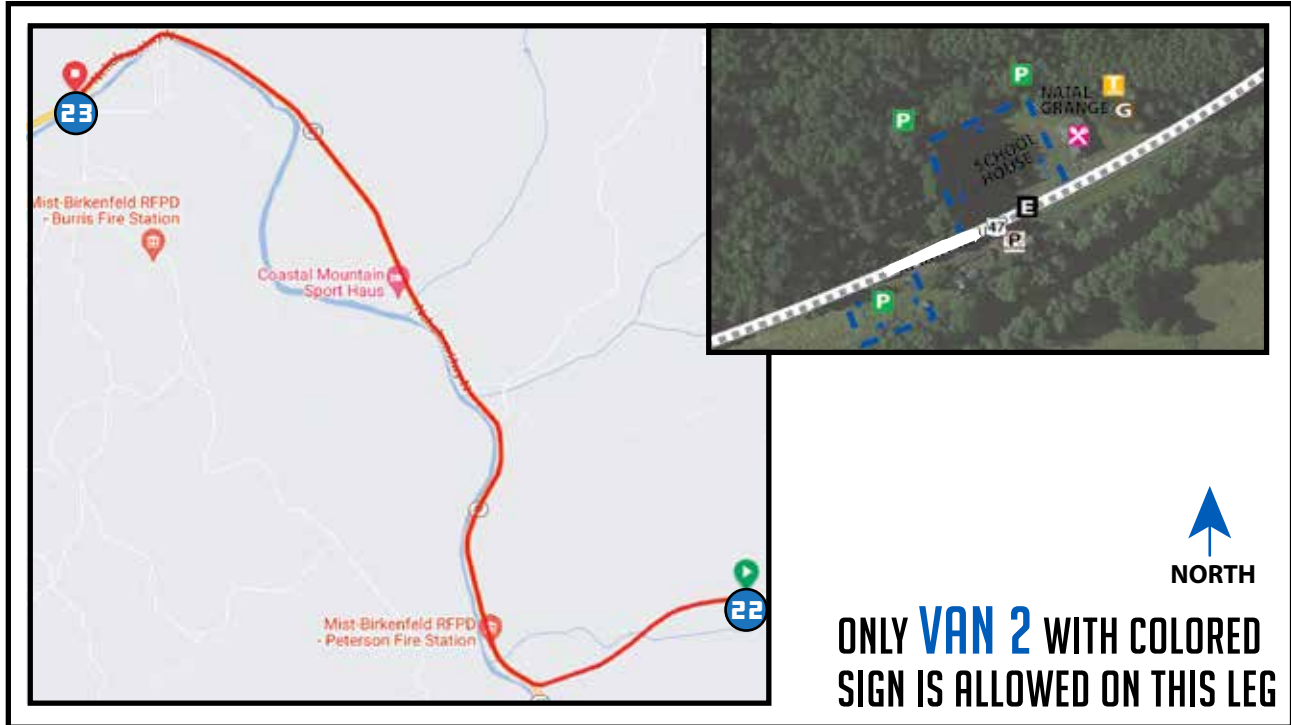 23
Mist-Birkenfeld RFPD
- Burris Fire Station
Coastal Mountain
Sport Haus
Mist-Birkenfeld RFPD
- Peterson Fire Station
22
P
P
NATAL
GRANGE
T
G
SCHOOL
HOUSE
E
47
P
P
NORTH
ONLY VAN 2 WITH COLORED
SIGN IS ALLOWED ON THIS LEG